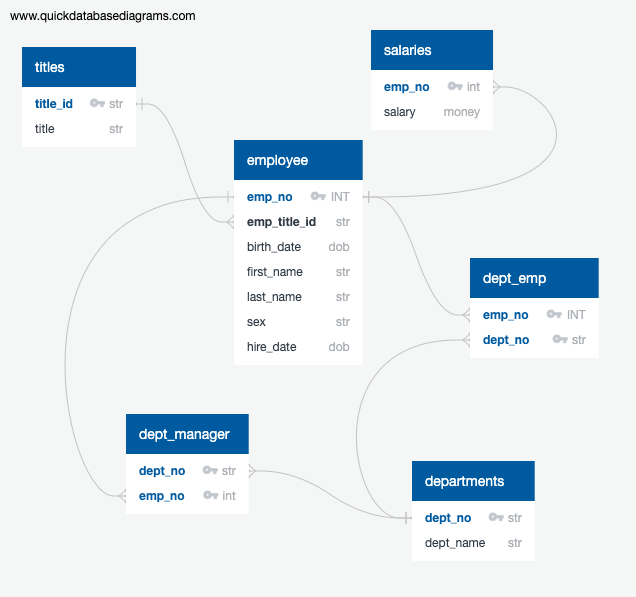 www.quickdatabasediagrams.com
titles
title_id str
title str
salaries
emp_no int
salary money
employee
emp_no INT
emp_title_id str
birth_date dob
first_name str
last_name str
sex str
hire_date dob
dept_emp
emp_no INT
dept_no str
dept_manager
dept_no str
emp_no int
departments
dept_no str
dept_name str